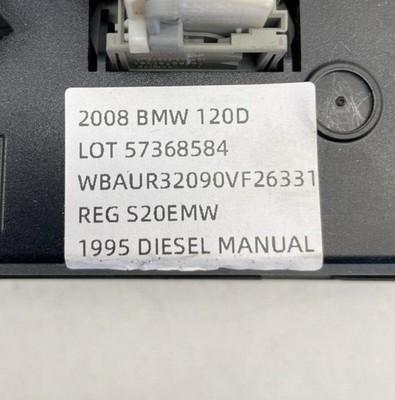 2008 BMW 120D
LOT 57368584
WBAUR32090VF26331
REG S20EMW
1995 DIESEL MANUAL